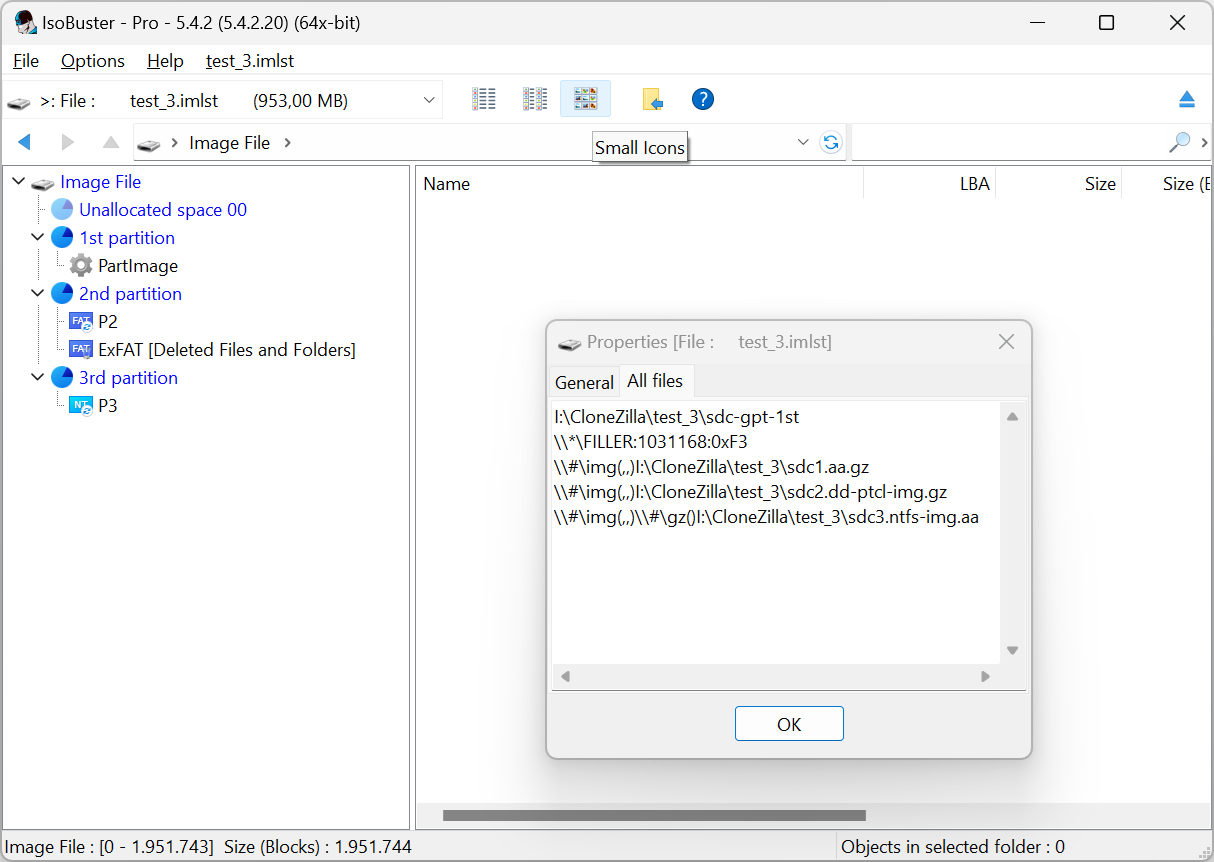 IsoBuster - Pro - 5.4.2 (5.4.2.20) (64x-bit)
File Options Help test_3.imlst
>: File : test_3.imlst (953,00 MB)
Image File
Small Icons
Image File
Unallocated space 00
1st partition
PartImage
2nd partition
FAT P2
FAT ExFAT [Deleted Files and Folders]
3rd partition
NT P3
Name LBA Size Size (E
Properties [File : test_3.imlst]
General All files
I:\CloneZilla\test_3\sdc-gpt-1st
\\*\FILLER:1031168:0xF3
\\#\img(,,)I:\CloneZilla\test_3\sdc1.aa.gz
\\#\img(,,)I:\CloneZilla\test_3\sdc2.dd-ptcl-img.gz
\\#\img(,,)\\#\gz()I:\CloneZilla\test_3\sdc3.ntfs-img.aa
OK
Image File : [0 - 1.951.743] Size (Blocks) : 1.951.744
Objects in selected folder : 0